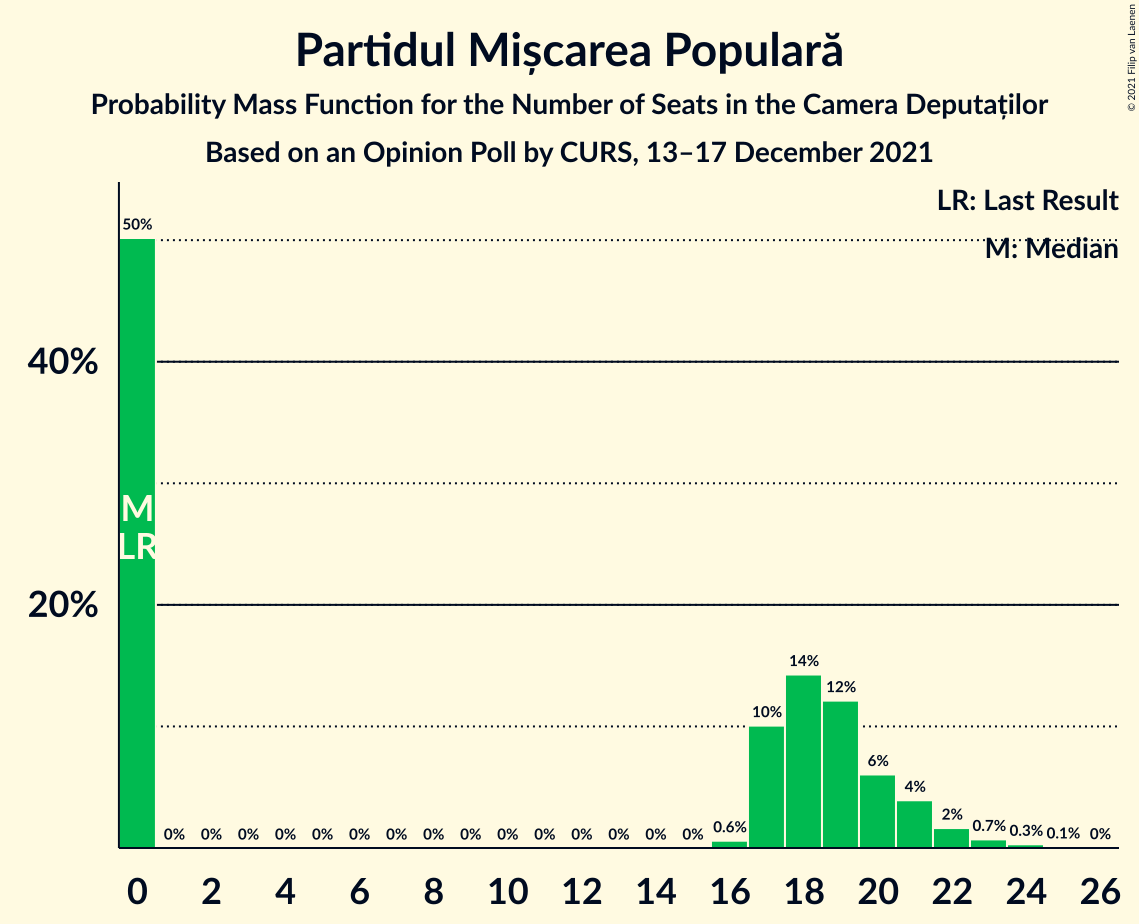 Partidul Mișcarea Populară
Probability Mass Function for the Number of Seats in the Camera Deputaților
Based on an Opinion Poll by CURS, 13–17 December 2021
© 2021 Filip van Laenen
LR: Last Result
M: Median
50%
40%
20%
M
LR
0% 0% 0% 0% 0% 0% 0% 0% 0% 0% 0% 0% 0% 0% 0% 0.6% 10% 14% 12% 6% 4% 2% 0.7% 0.3% 0.1% 0%
0 2 4 6 8 10 12 14 16 18 20 22 24 26